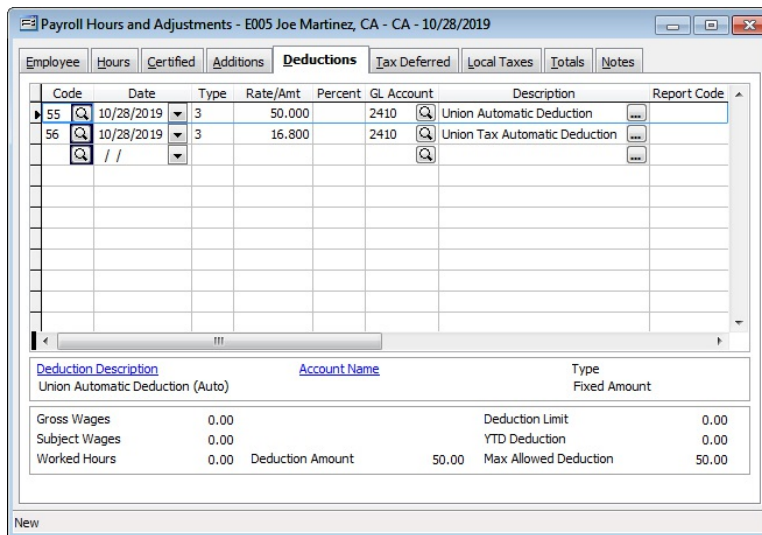 Payroll Hours and Adjustments - E005 Joe Martinez, CA - CA - 10/28/2019
Employee Hours Certified Additions Deductions Tax Deferred Local Taxes Totals Notes
Code Date Type Rate/Amt Percent GL Account Description Report Code
55 10/28/2019 3 50.000 2410 Union Automatic Deduction ...
56 10/28/2019 3 16.800 2410 Union Tax Automatic Deduction ...
/ / ...
Deduction Description Account Name Type
Union Automatic Deduction (Auto) Fixed Amount
Gross Wages 0.00 Deduction Limit 0.00
Subject Wages 0.00 YTD Deduction 0.00
Worked Hours 0.00 Deduction Amount 50.00 Max Allowed Deduction 50.00
New